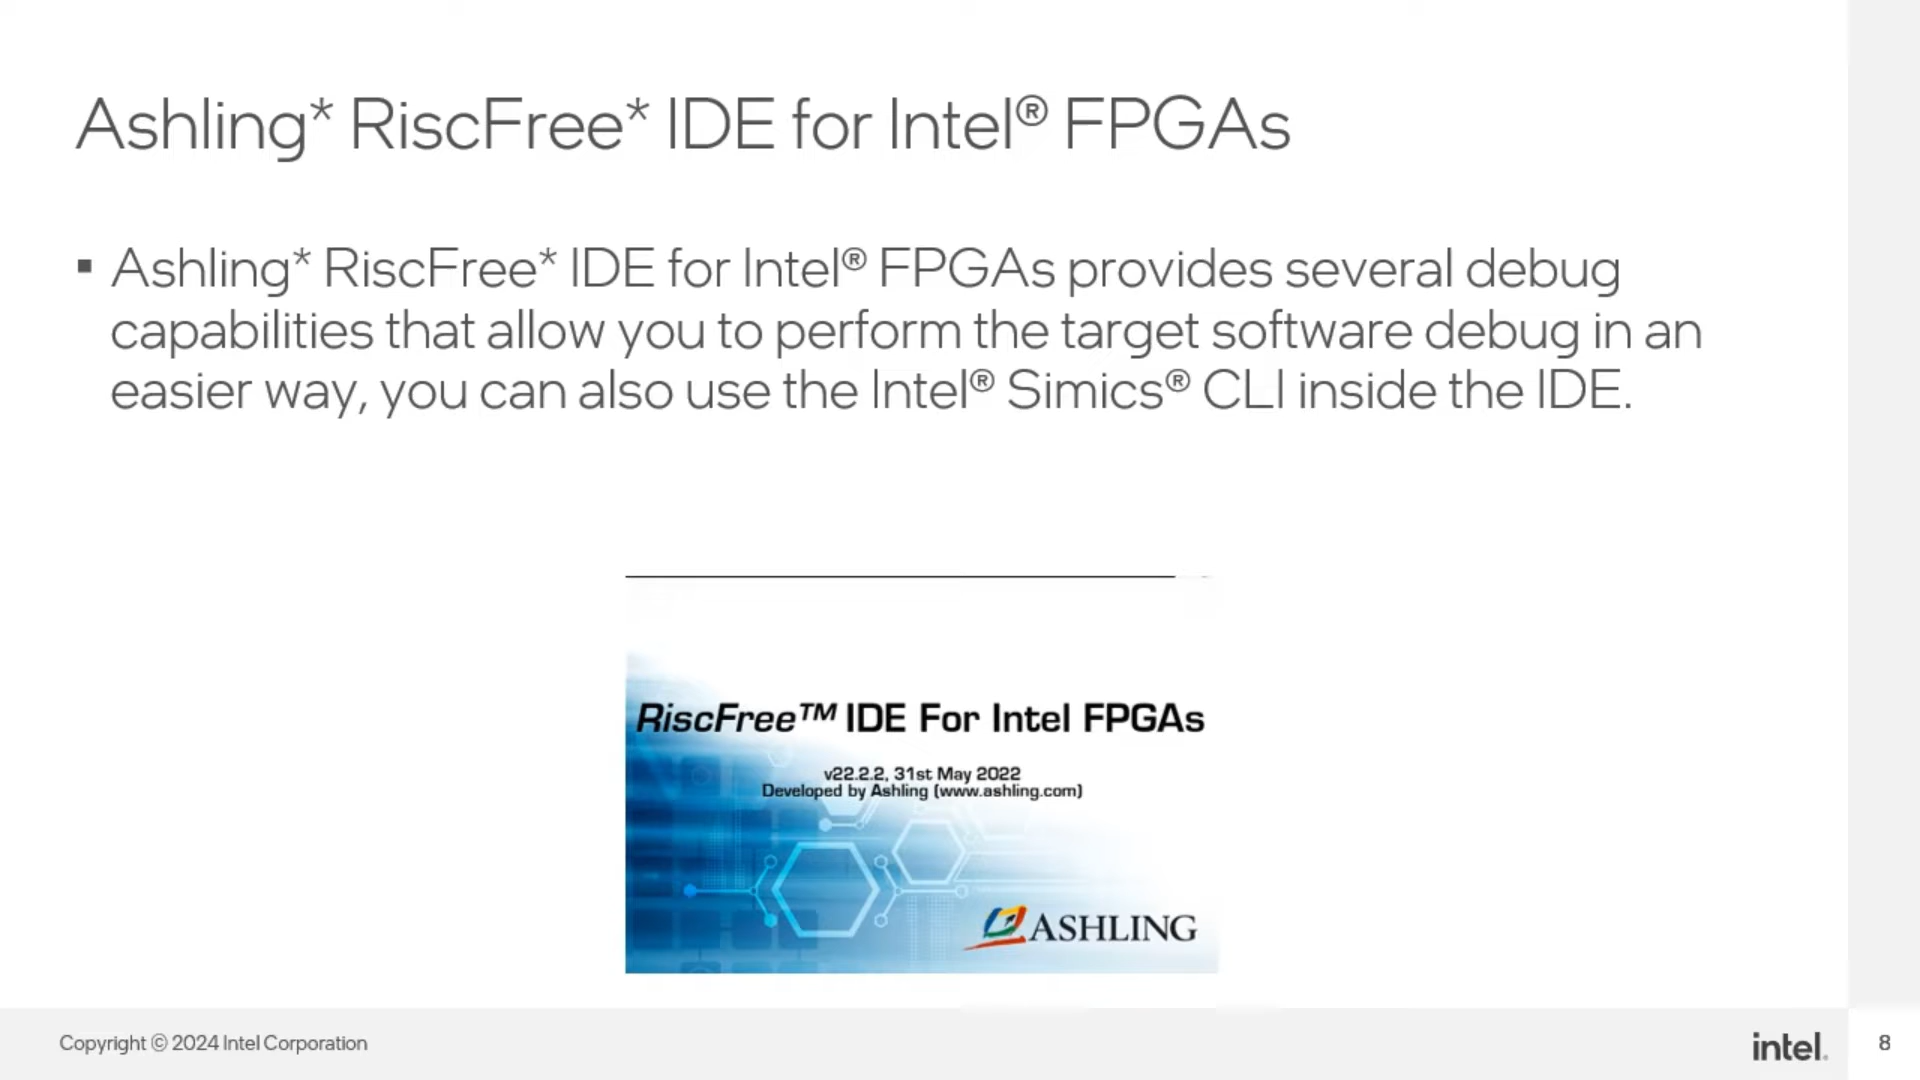 Ashling* RiscFree* IDE for Intel® FPGAs
▪ Ashling* RiscFree* IDE for Intel® FPGAs provides several debug
capabilities that allow you to perform the target software debug in an
easier way, you can also use the Intel® Simics® CLI inside the IDE.
RiscFree™ IDE For Intel FPGAs
v22.2.2, 31st May 2022
Developed by Ashling (www.ashling.com)
ASHLING
Copyright © 2024 Intel Corporation
intel.
8